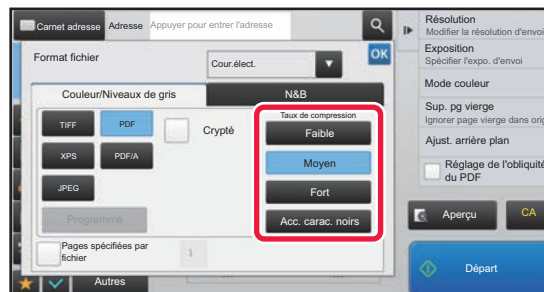 Carnet adresse
Adresse
Appuyer pour entrer l'adresse
Format fichier
Cour.élect.
OK
Couleur/Niveaux de gris
N&B
TIFF
PDF
Crypté
XPS
PDF/A
JPEG
Programmé
Taux de compression
Faible
Moyen
Fort
Acc. carac. noirs
Pages spécifiées par
fichier
1
Autres
Résolution
Modifier la résolution d'envoi
Exposition
Spécifier l'expo. d'envoi
Mode couleur
Sup. pg vierge
Ignorer page vierge dans orig
Ajust. arrière plan
Réglage de l'obliquité
du PDF
Aperçu
CA
Départ